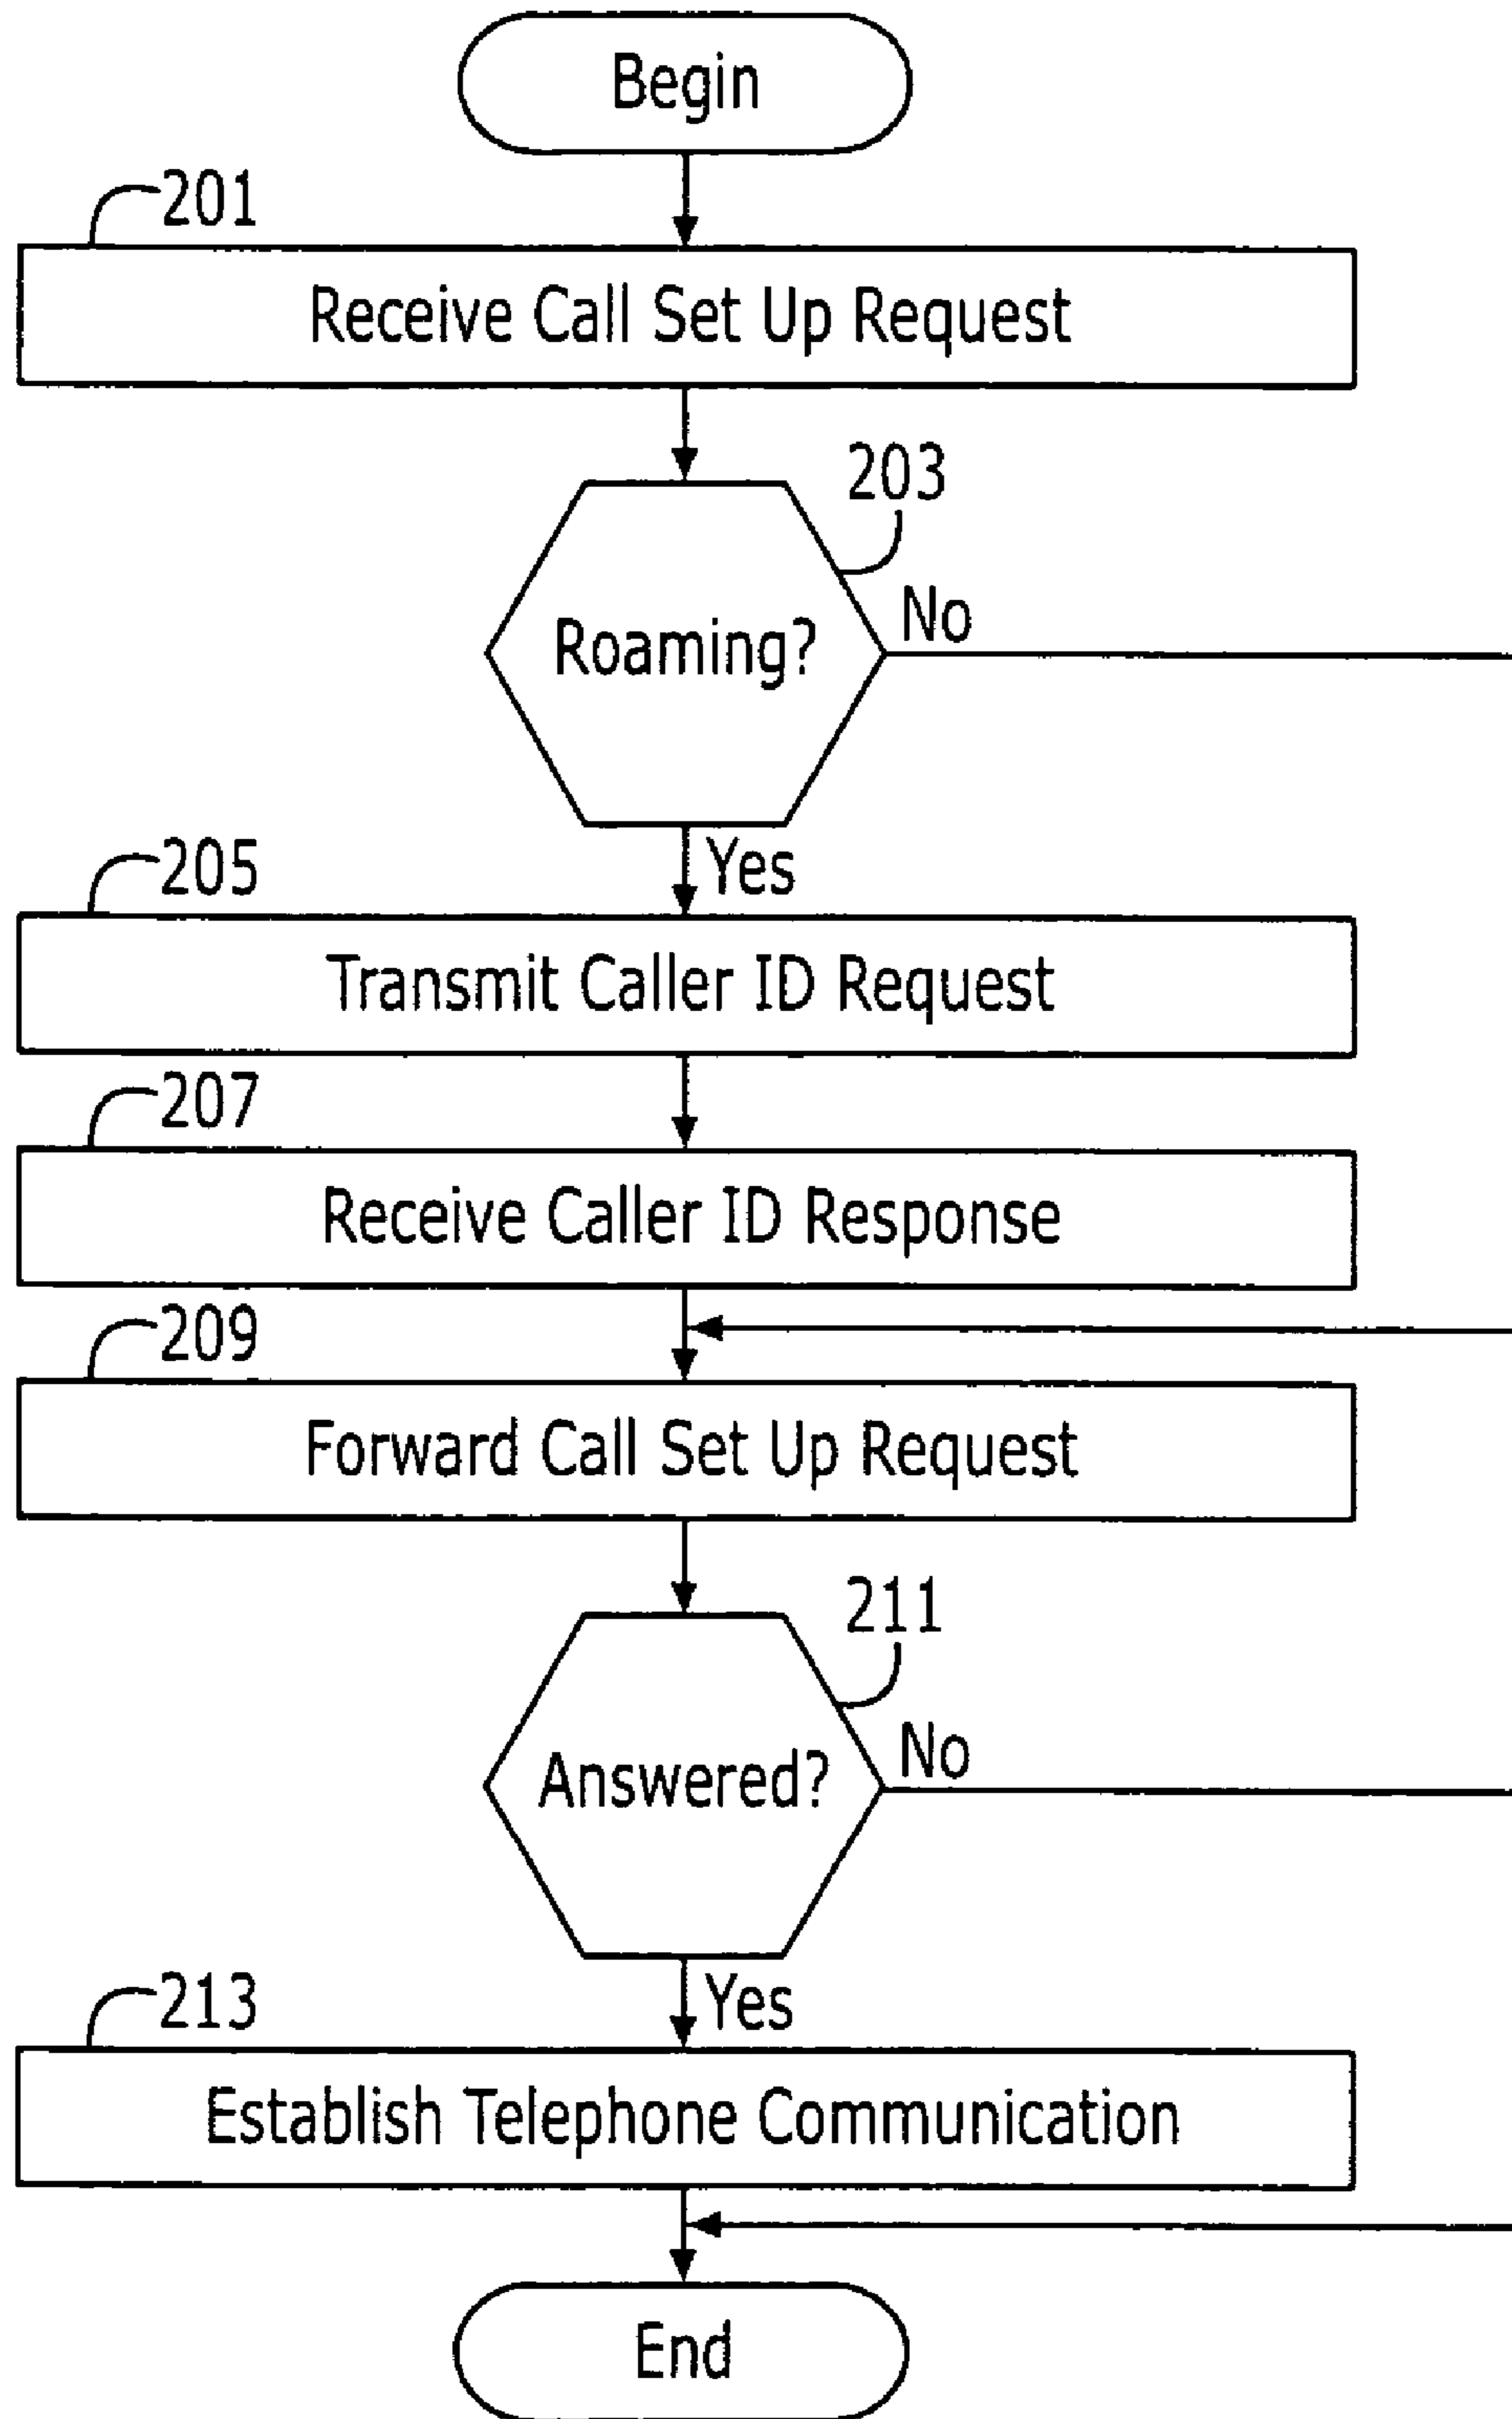 Begin
201
Receive Call Set Up Request
203
Roaming?
No
Yes
205
Transmit Caller ID Request
207
Receive Caller ID Response
209
Forward Call Set Up Request
211
Answered?
No
Yes
213
Establish Telephone Communication
End